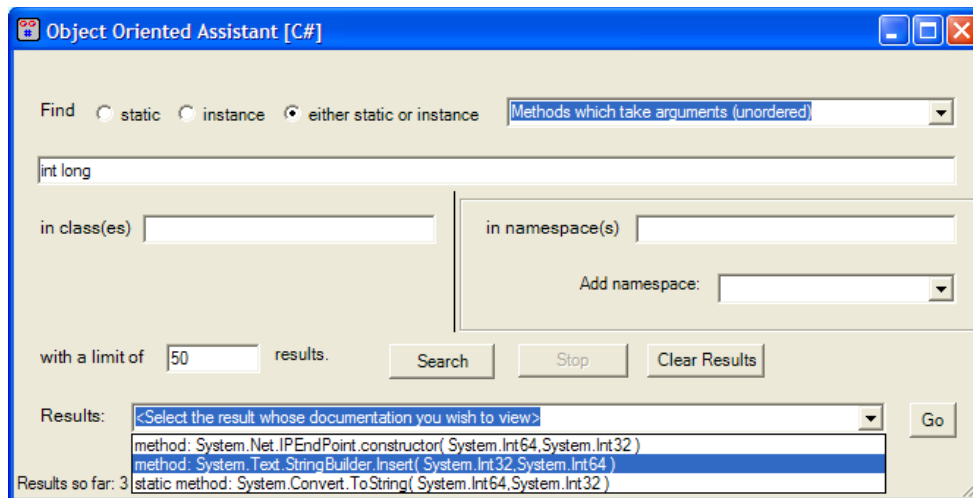 Object Oriented Assistant [C#]
Find static instance either static or instance Methods which take arguments (unordered)
int long
in class(es) in namespace(s)
Add namespace:
with a limit of 50 results. Search Stop Clear Results
Results: <Select the result whose documentation you wish to view> Go
method: System.Net.IPEndPoint.constructor( System.Int64,System.Int32 )
method: System.Text.StringBuilder.Insert( System.Int32,System.Int64 )
Results so far: 3 static method: System.Convert.ToString( System.Int64,System.Int32 )